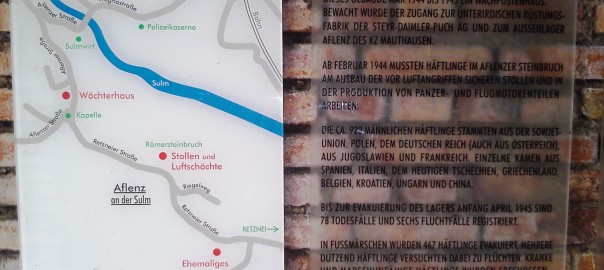 Polizeikaserne
Bahn
Sulmwirt
Sulm
Wächterhaus
Kapelle
Aflenzer Straße
Retzneier Straße
Römersteinbruch
Stollen und
Luftschächte
Riegelweg
Aflenz
an der Sulm
Retzneier Straße
RETZNEI
Ehemaliges
BEWACHT WURDE DER ZUGANG ZUR UNTERIRDISCHEN RÜSTUNGS-
FABRIK DER STEYR DAIMLER-PUCH AG UND ZUM AUSSENLAGER
AFLENZ DES KZ MAUTHAUSEN.
AB FEBRUAR 1944 MUSSTEN HÄFTLINGE IM AFLENZER STEINBRUCH
AM AUSBAU DER VOR LUFTANGRIFFEN SICHEREN STOLLEN UND IN
DER PRODUKTION VON PANZER- UND FLUGMOTORENTEILEN
ARBEITEN.
DIE CA. MÄNNLICHEN HÄFTLINGE STAMMTEN AUS DER SOWJET-
UNION, POLEN, DEM DEUTSCHEN REICH (AUCH AUS ÖSTERREICH),
AUS JUGOSLAWIEN UND FRANKREICH. EINZELNE KAMEN AUS
SPANIEN, ITALIEN, DEM HEUTIGEN TSCHECHIEN, GRIECHENLAND,
BELGIEN, KROATIEN, UNGARN UND CHINA.
BIS ZUR EVAKUIERUNG DES LAGERS ANFANG APRIL 1945 SIND
78 TODESFÄLLE UND SECHS FLUCHTFÄLLE REGISTRIERT.
IN FUSSMÄRSCHEN WURDEN 467 HÄFTLINGE EVAKUIERT, MEHRERE
DUTZEND HÄFTLINGE VERSUCHTEN DABEI ZU FLÜCHTEN. KRANKE